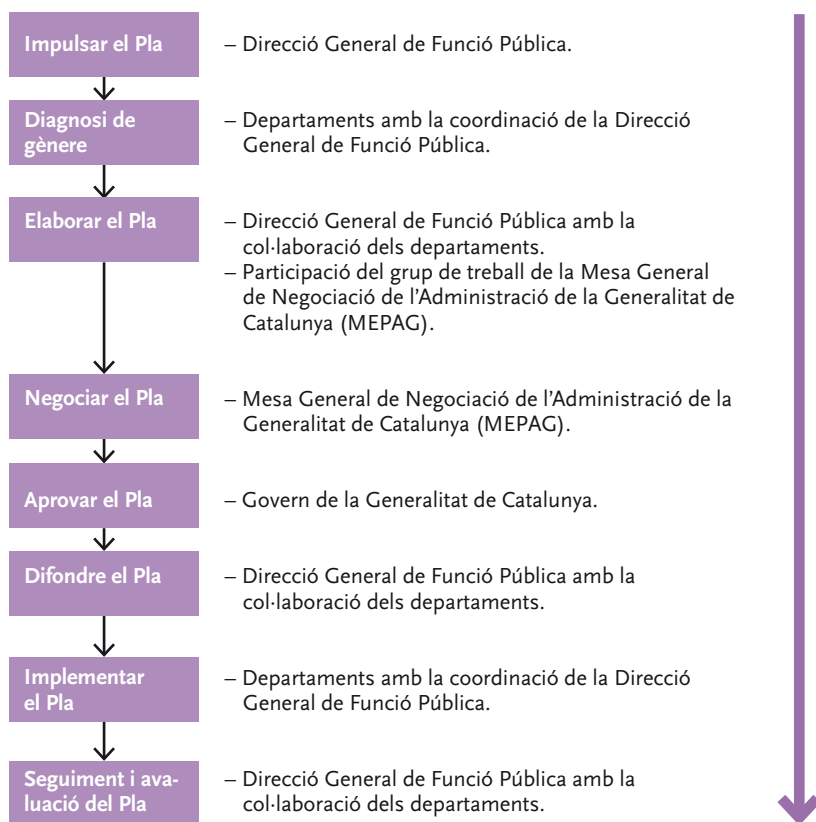 Impulsar el Pla
– Direcció General de Funció Pública.
Diagnosi de
gènere
– Departaments amb la coordinació de la Direcció
General de Funció Pública.
Elaborar el Pla
– Direcció General de Funció Pública amb la
col·laboració dels departaments.
– Participació del grup de treball de la Mesa General
de Negociació de l’Administració de la Generalitat de
Catalunya (MEPAG).
Negociar el Pla
– Mesa General de Negociació de l’Administració de la
Generalitat de Catalunya (MEPAG).
Aprovar el Pla
– Govern de la Generalitat de Catalunya.
Difondre el Pla
– Direcció General de Funció Pública amb la
col·laboració dels departaments.
Implementar
el Pla
– Departaments amb la coordinació de la Direcció
General de Funció Pública.
Seguiment i ava-
luació del Pla
– Direcció General de Funció Pública amb la
col·laboració dels departaments.